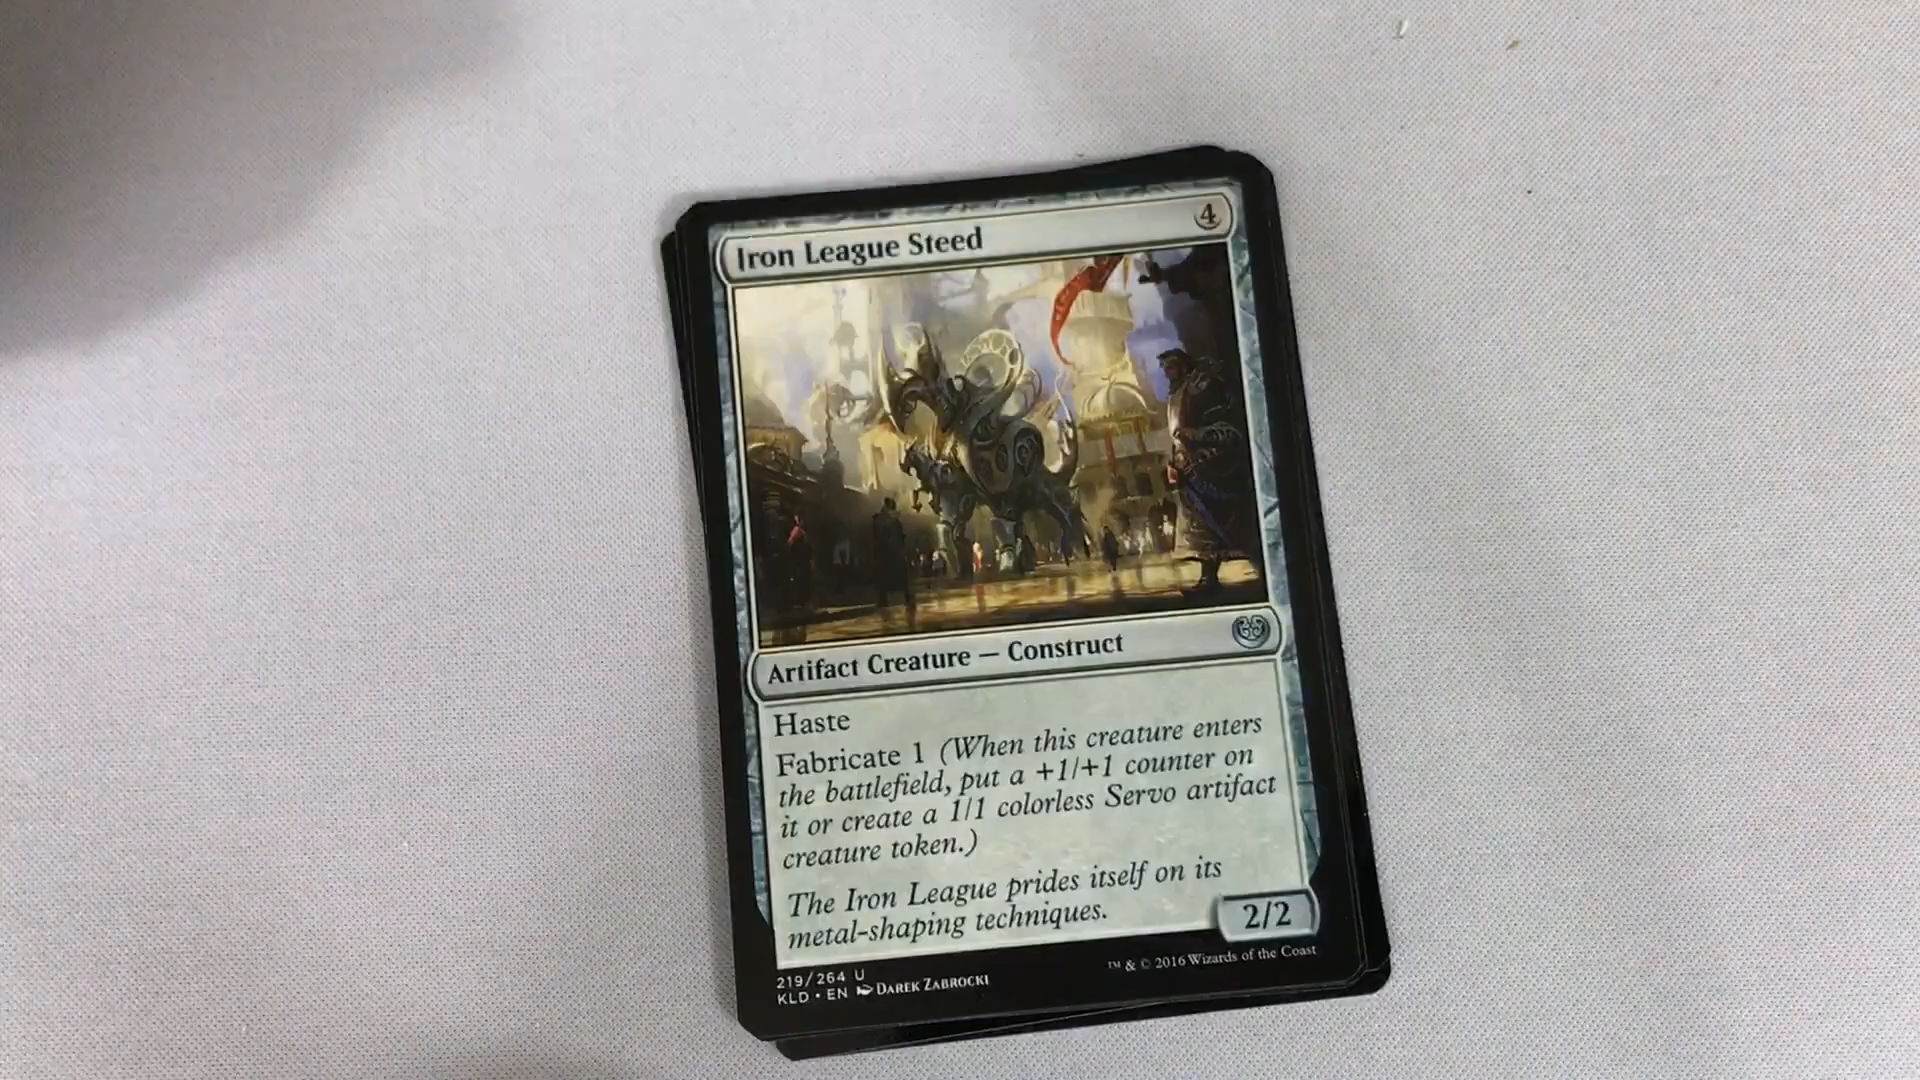 Iron League Steed 4
Artifact Creature — Construct
Haste
Fabricate 1 (When this creature enters
the battlefield, put a +1/+1 counter on
it or create a 1/1 colorless Servo artifact
creature token.)
The Iron League prides itself on its
metal-shaping techniques.
2/2
219/264 U
KLD • EN DAREK ZABROCKI
™ & © 2016 Wizards of the Coast